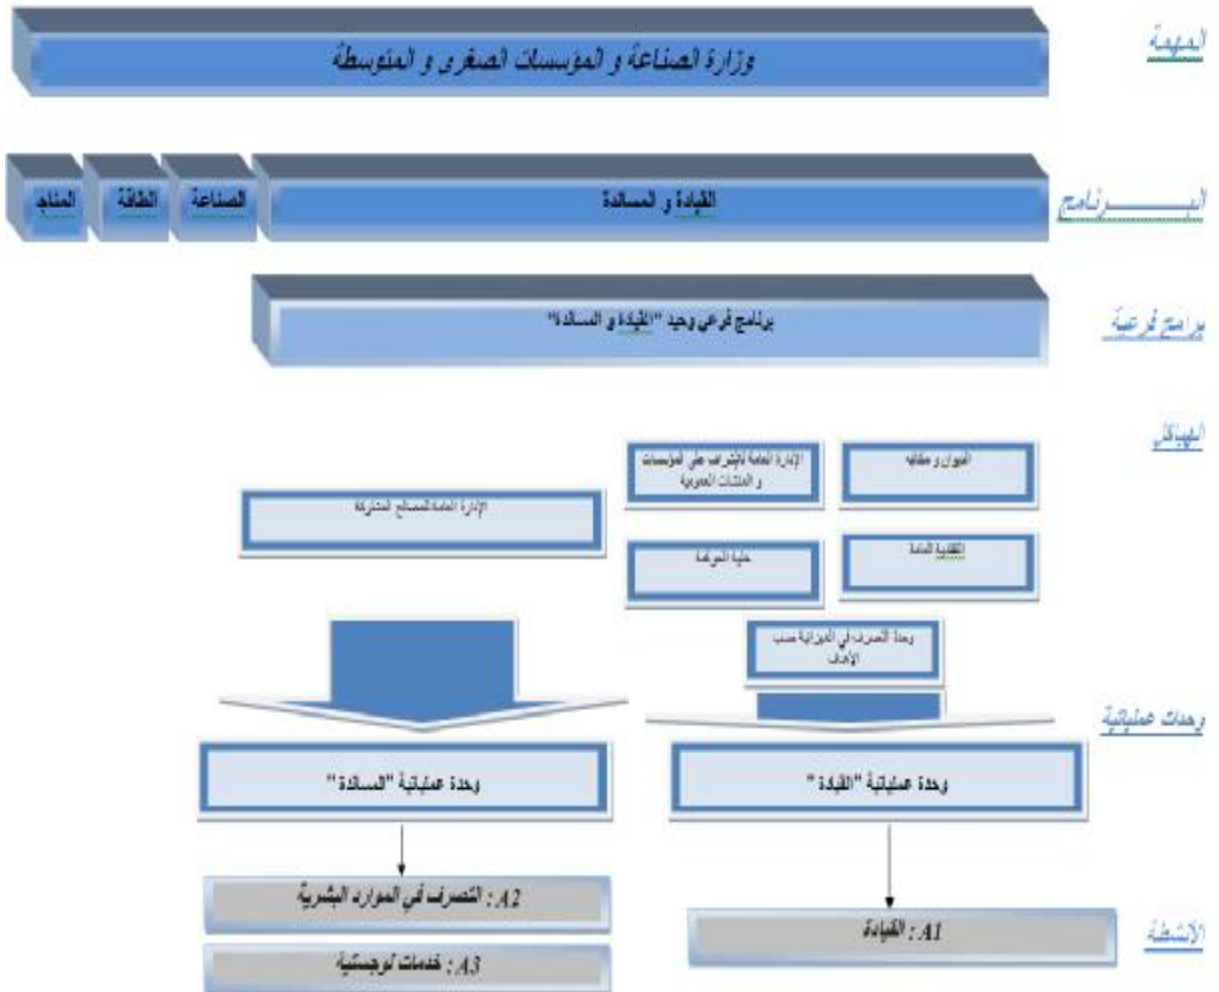 المهمة
وزارة الصناعة و المؤسسات الصغرى و المتوسطة
البـــــــرنامج
القيادة و المساندة
الصناعة
الطاقة
المناجم
برامج فرعية
برنامج فرعي وحيد "القيادة و المساندة"
الهياكل
الديوان و مكاتبه
الإدارة العامة للإشراف على المؤسسات
و المنشآت العمومية
الإدارة العامة للمصالح المشتركة
التفقدية العامة
خلية الحوكمة
وحدة التصرف في الميزانية حسب
الأهداف
وحدات عملياتية
وحدة عملياتية "القيادة "
وحدة عملياتية "المساندة "
الأنشطة
A1 : القيادة
A2 : التصرف في الموارد البشرية
A3 : خدمات لوجستية